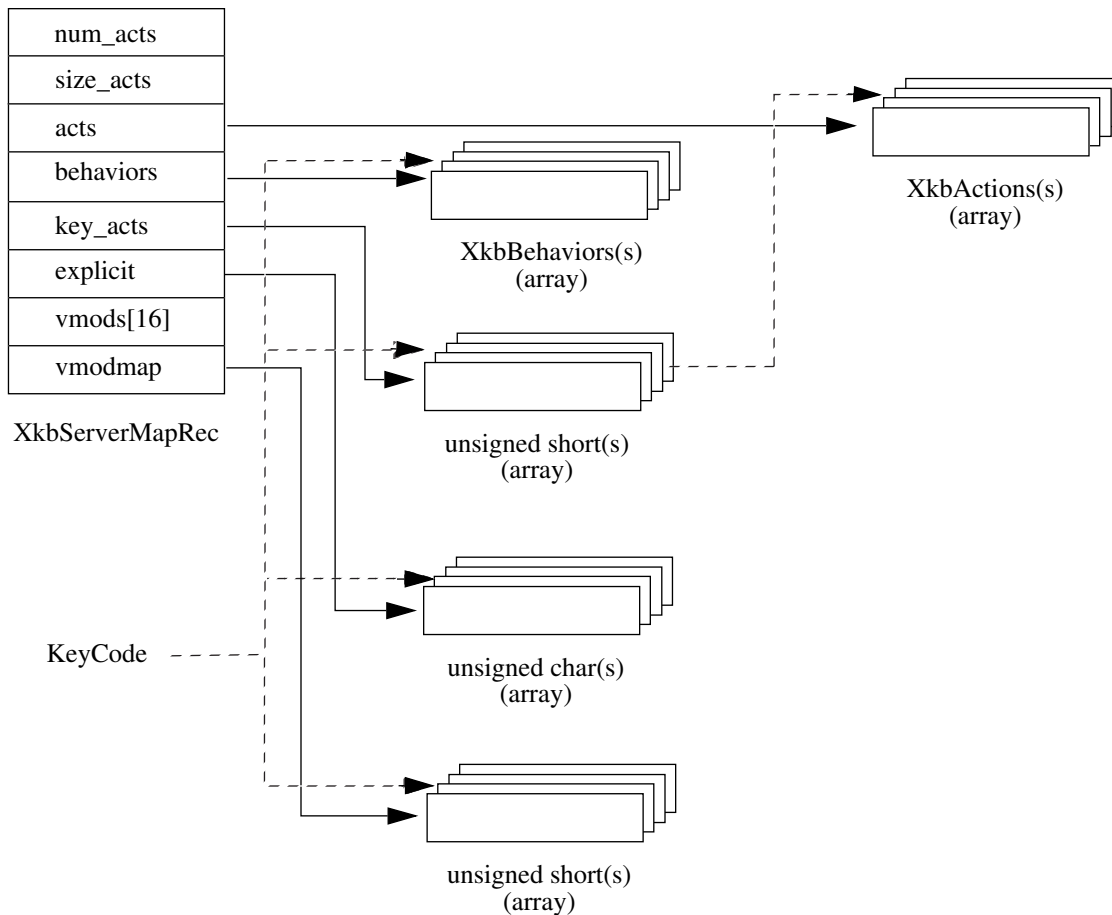 num_acts
size_acts
acts
behaviors
key_acts
explicit
vmods[16]
vmodmap
XkbServerMapRec
XkbActions(s)
(array)
XkbBehaviors(s)
(array)
unsigned short(s)
(array)
KeyCode
unsigned char(s)
(array)
unsigned short(s)
(array)